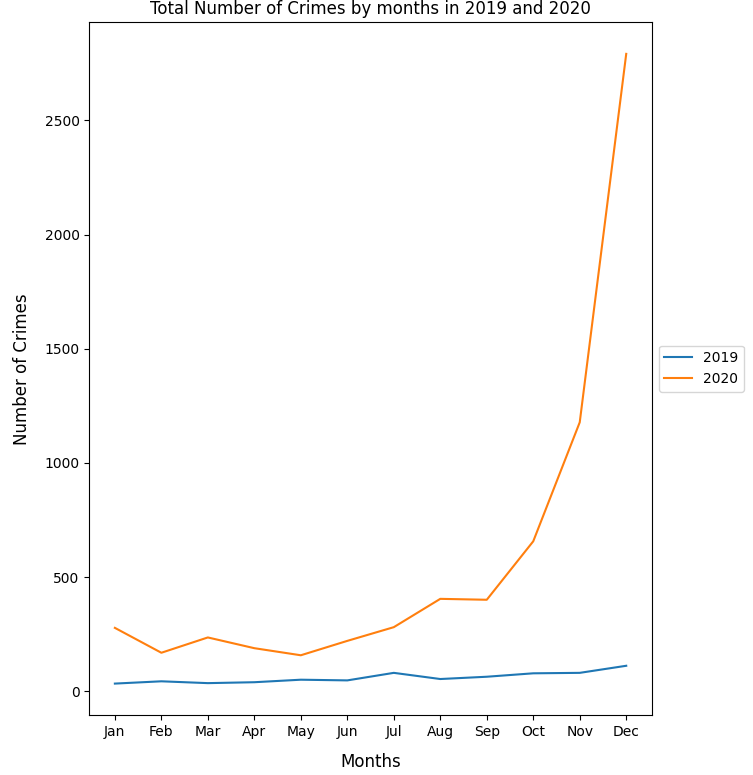 Total Number of Crimes by months in 2019 and 2020
Number of Crimes
2500
2000
1500
1000
500
0
Jan Feb Mar Apr May Jun Jul Aug Sep Oct Nov Dec
Months
2019
2020